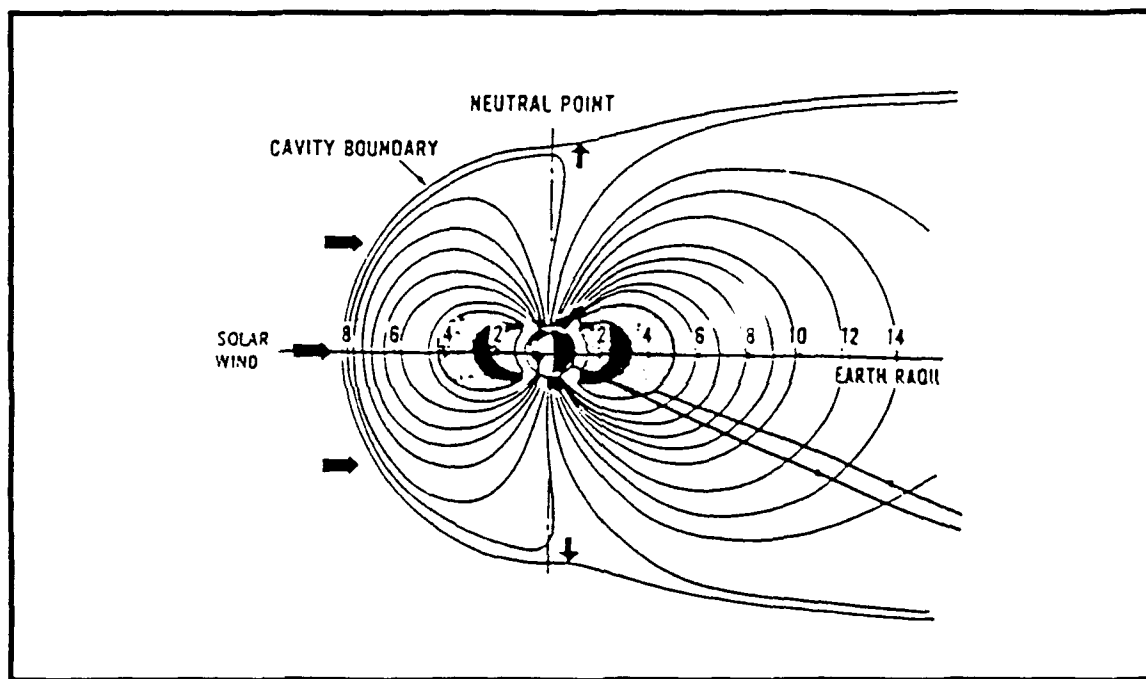 NEUTRAL POINT
CAVITY BOUNDARY
SOLAR
WIND
8 6 4 2 2 4 6 8 10 12 14
EARTH RADII